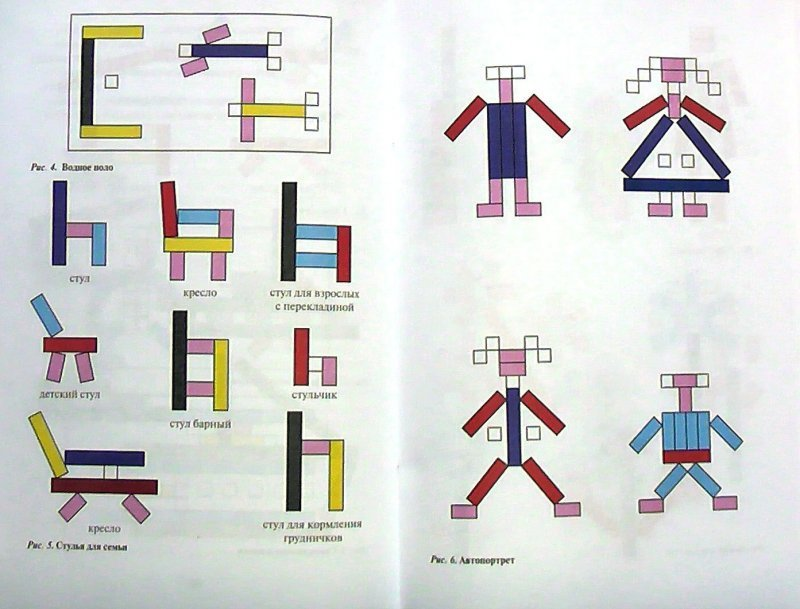 Рис. 4. Водное поло
стул
кресло
стул для взрослых
с перекладиной
детский стул
стул барный
стульчик
кресло
стул для кормления
грудничков
Рис. 5. Стулья для семьи
Рис. 6. Автопортрет